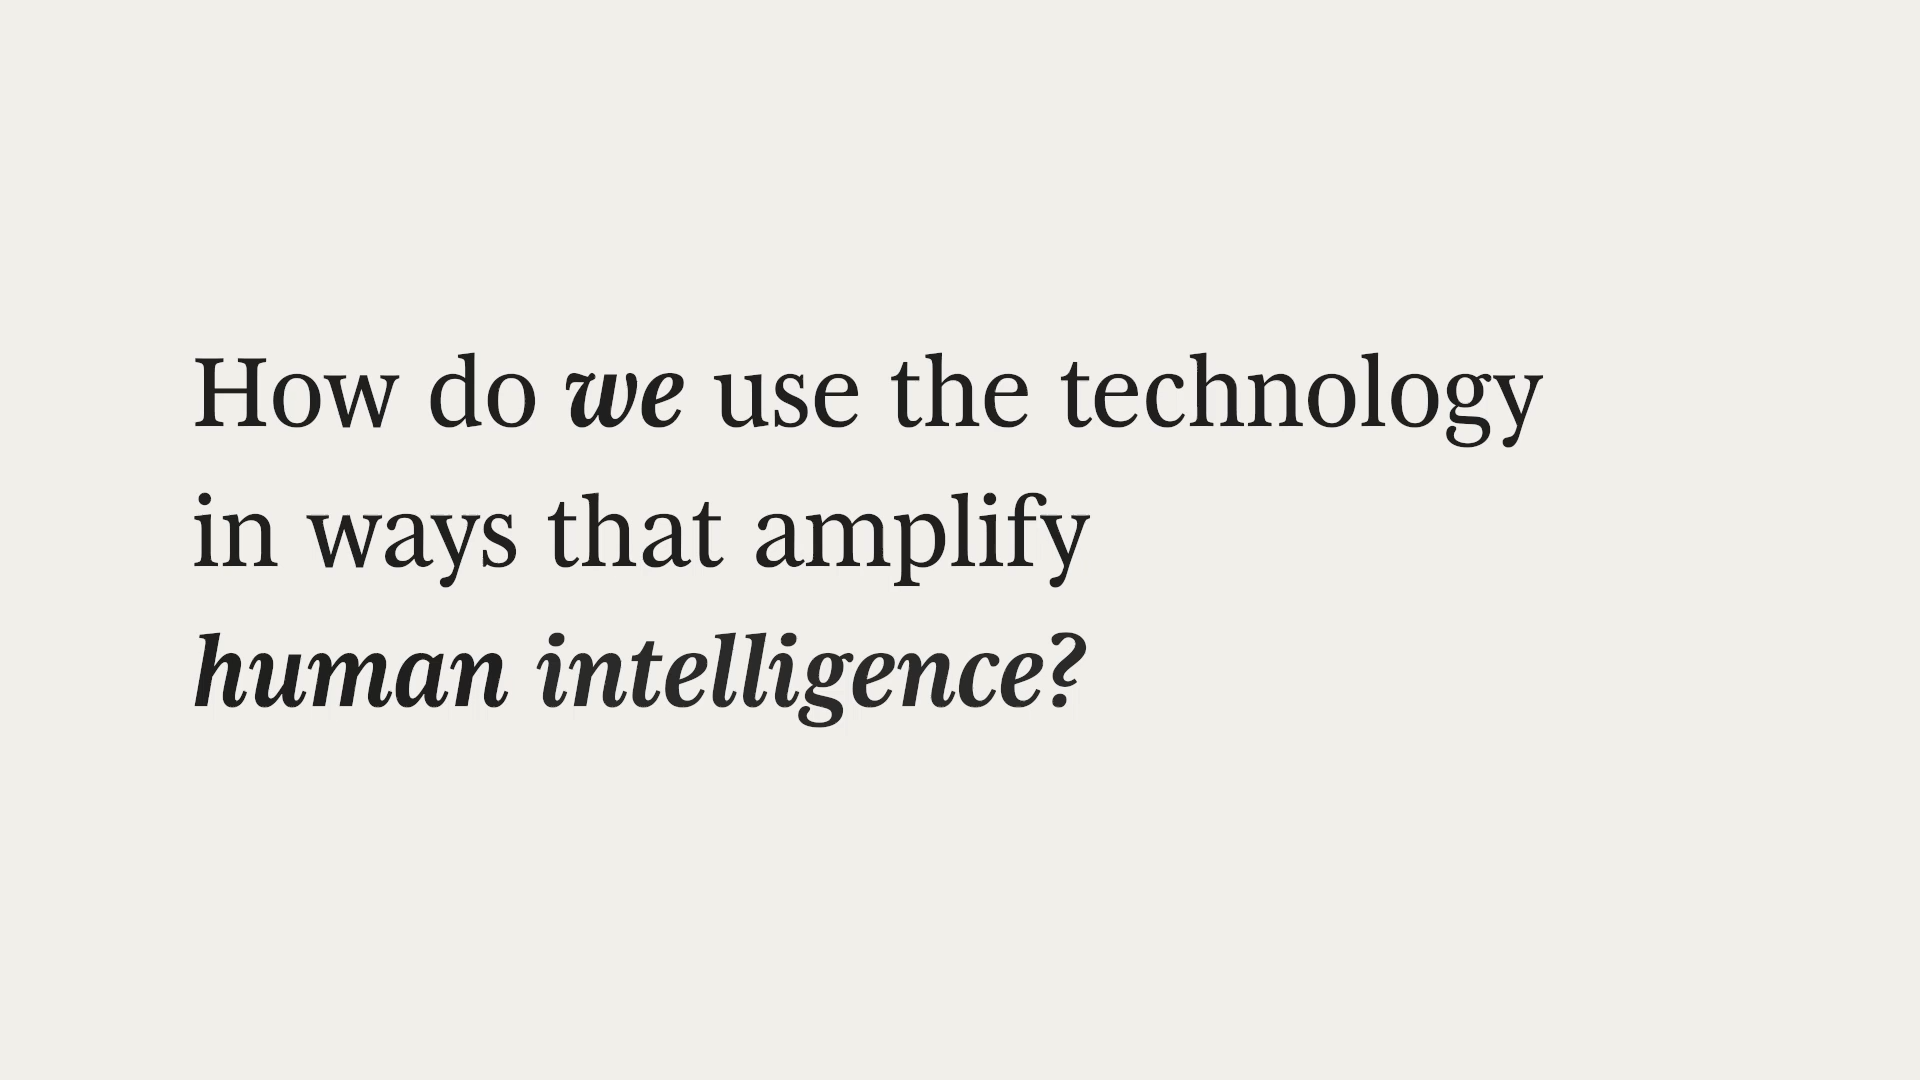 How do we use the technology
in ways that amplify
human intelligence?